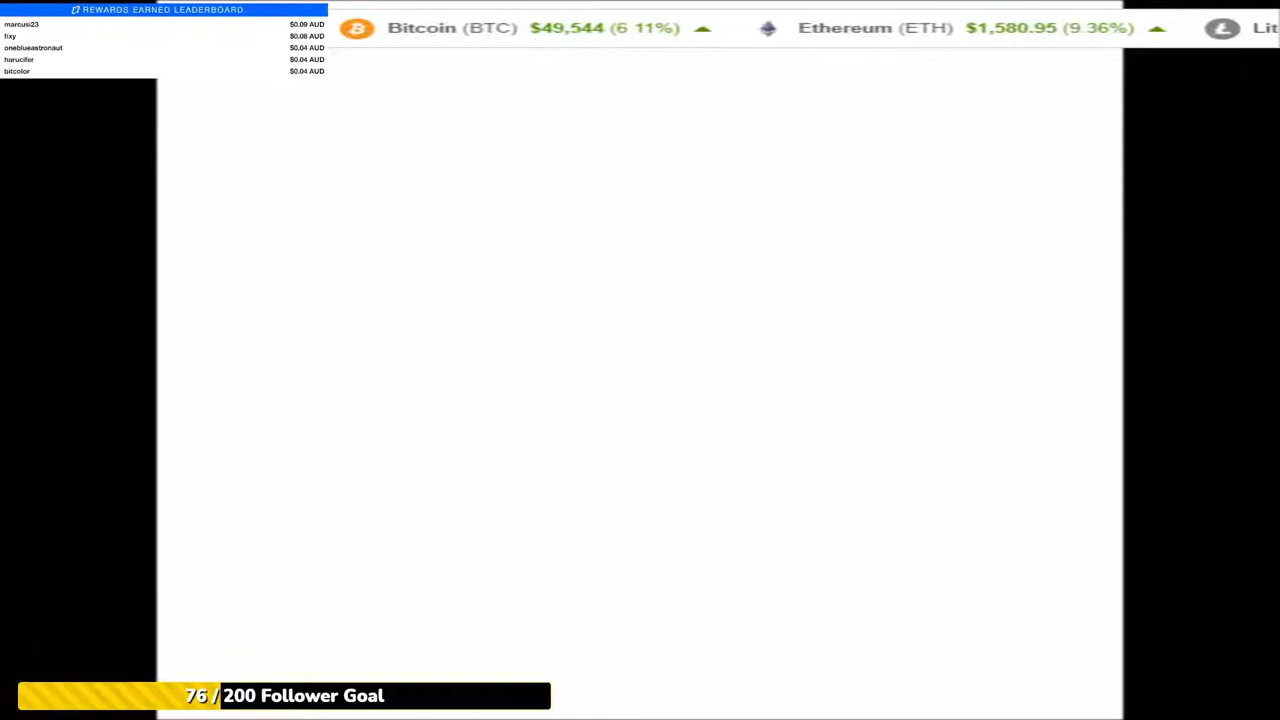 REWARDS EARNED LEADERBOARD
marcusi23 $0.09 AUD
fixy $0.08 AUD
oneblueastronaut $0.04 AUD
harucifer $0.04 AUD
bitcolor $0.04 AUD
Bitcoin (BTC) $49,544 (6 11%) Ethereum (ETH) $1,580.95 (9.36%) Lit
76 / 200 Follower Goal